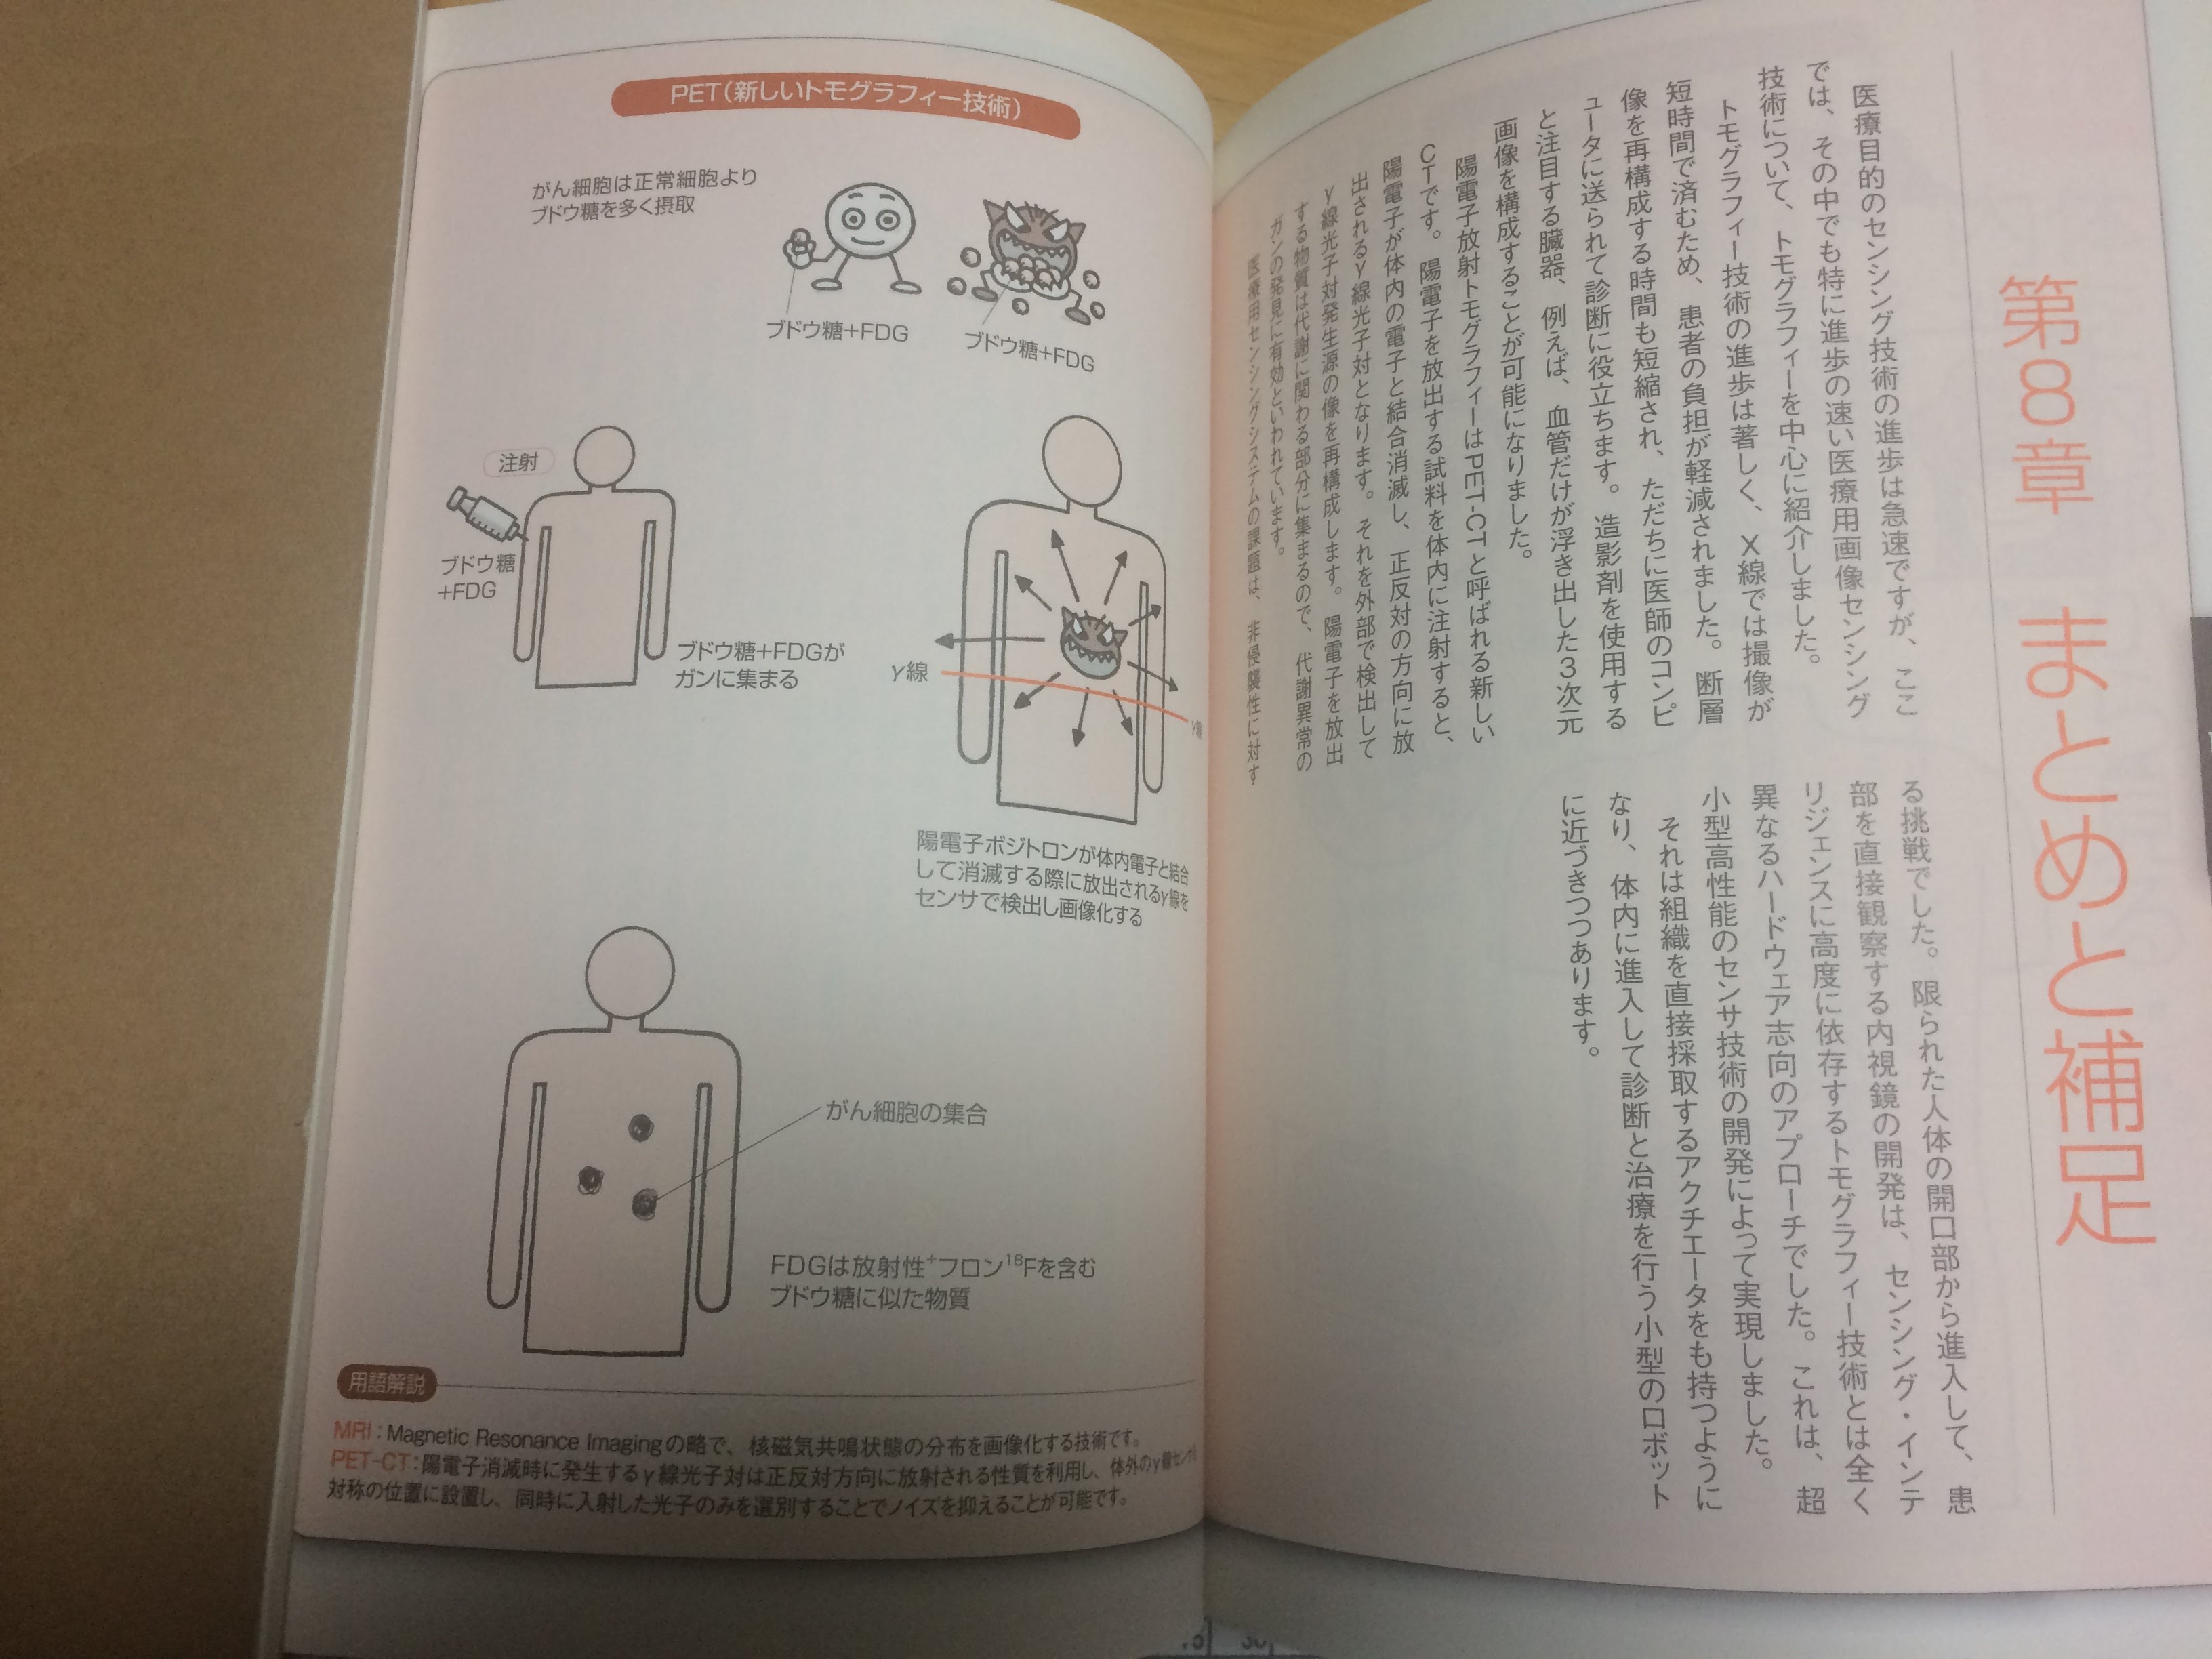 第8章 まとめと補足
医療目的のセンシング技術の進歩は急速ですが、ここ
では、その中でも特に進歩の速い医療用画像センシング
技術について、トモグラフィーを中心に紹介しました。
トモグラフィー技術の進歩は著しく、X線では撮像が
短時間で済むため、患者の負担が軽減されました。断層
像を再構成する時間も短縮され、ただちに医師のコンピ
ュータに送られて診断に役立ちます。造影剤を使用する
と注目する臓器、例えば、血管だけが浮き出した3次元
画像を構成することが可能になりました。
陽電子放射トモグラフィーはPET-CTと呼ばれる新しい
CTです。陽電子を放出する試料を体内に注射すると、
陽電子が体内の電子と結合消滅し、正反対の方向に放
出されるγ線光子対となります。それを外部で検出して
γ線光子対発生源の像を再構成します。陽電子を放出
する物質は代謝に関わる部分に集まるので、代謝異常の
ガンの発見に有効といわれています。
医療用センシングシステムの課題は、非侵襲性に対す
る挑戦でした。限られた人体の開口部から進入して、患
部を直接観察する内視鏡の開発は、センシング・インテ
リジェンスに高度に依存するトモグラフィー技術とは全く
異なるハードウェア志向のアプローチでした。これは、超
小型高性能のセンサ技術の開発によって実現しました。
それは組織を直接採取するアクチエータをも持つように
なり、体内に進入して診断と治療を行う小型のロボット
に近づきつつあります。
PET(新しいトモグラフィー技術)
がん細胞は正常細胞より
ブドウ糖を多く摂取
ブドウ糖+FDG
ブドウ糖+FDG
注射
ブドウ糖
+FDG
ブドウ糖+FDGが
ガンに集まる
γ線
γ線
陽電子ポジトロンが体内電子と結合
して消滅する際に放出されるγ線を
センサで検出し画像化する
がん細胞の集合
FDGは放射性⁺フロン¹⁸Fを含む
ブドウ糖に似た物質
用語解説
MRI：Magnetic Resonance Imagingの略で、核磁気共鳴状態の分布を画像化する技術です。
PET-CT：陽電子消滅時に発生するγ線光子対は正反対方向に放射される性質を利用し、体外のγ線センサを
対称の位置に設置し、同時に入射した光子のみを選別することでノイズを抑えることが可能です。